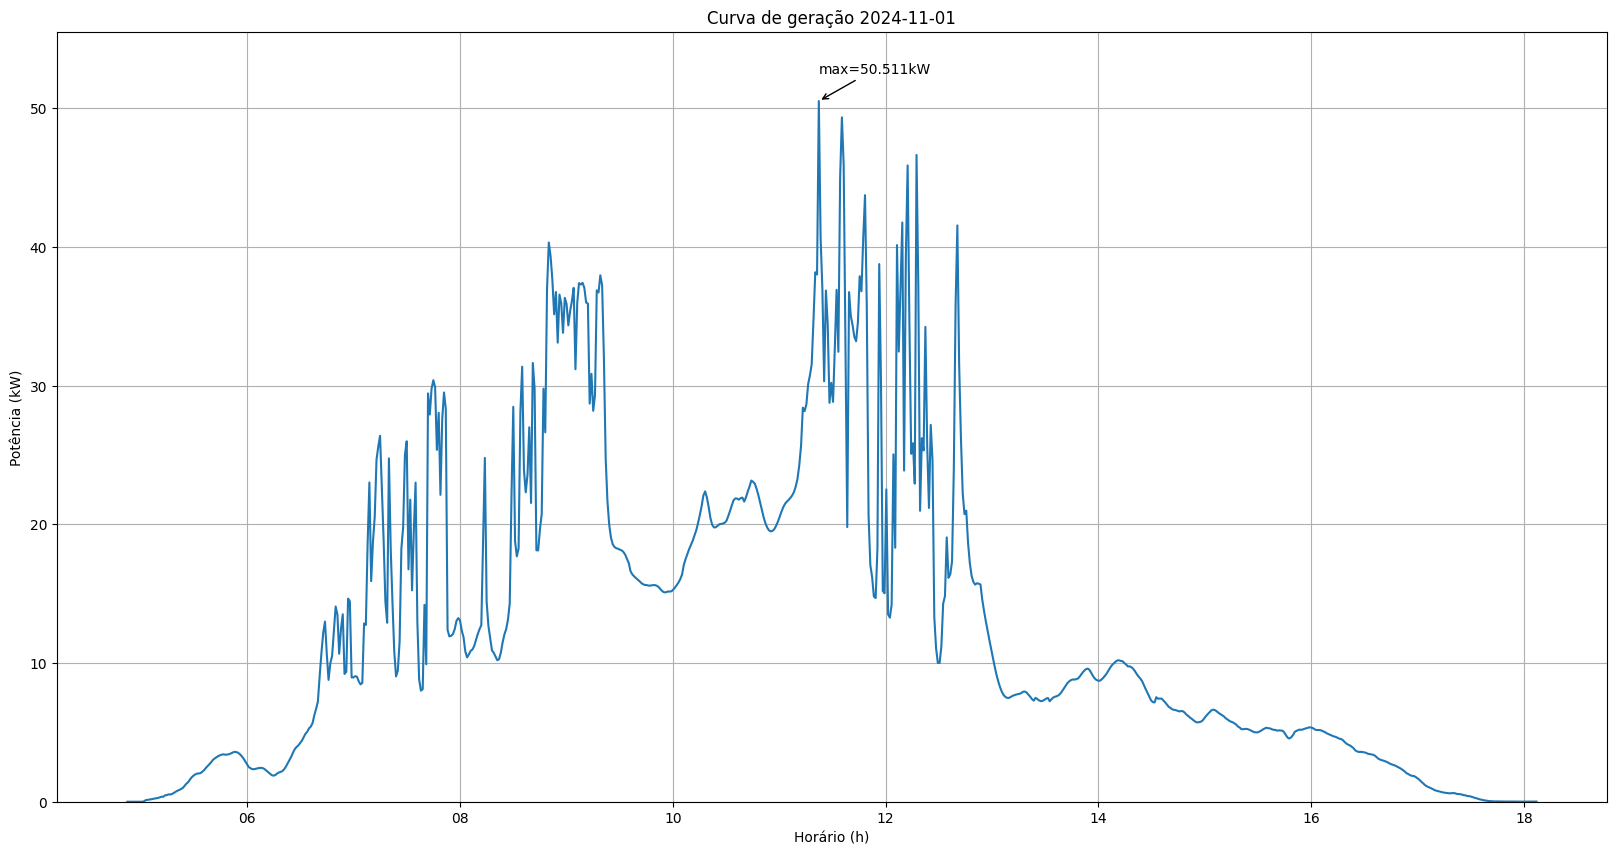 Curva de geração 2024-11-01
max=50.511kW
50
40
30
20
10
0
Potência (kW)
06 08 10 12 14 16 18
Horário (h)